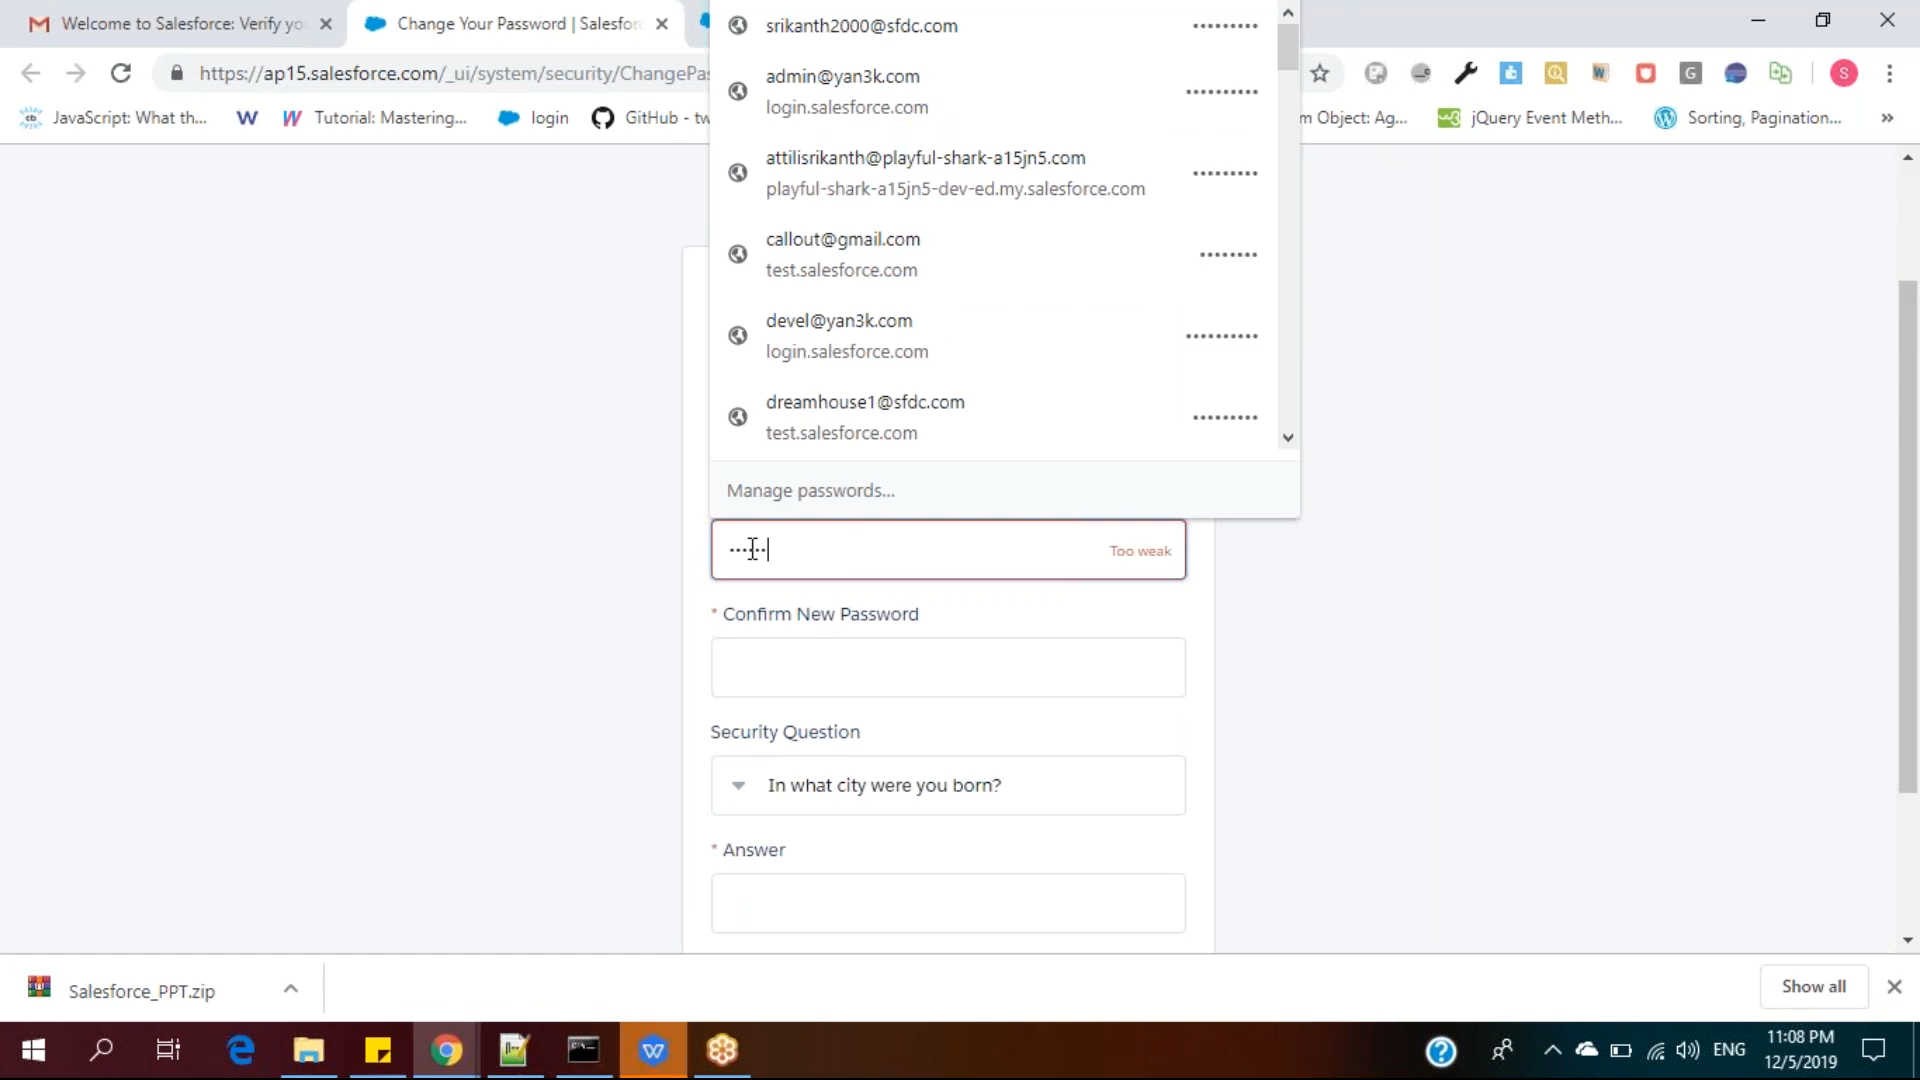 Welcome to Salesforce: Verify yo
Change Your Password | Salesforc
https://ap15.salesforce.com/_ui/system/security/ChangePas
S
JavaScript: What th...
Tutorial: Mastering...
login
GitHub - tw
m Object: Ag...
jQuery Event Meth...
Sorting, Pagination...
»
srikanth2000@sfdc.com
admin@yan3k.com
login.salesforce.com
attilisrikanth@playful-shark-a15jn5.com
playful-shark-a15jn5-dev-ed.my.salesforce.com
callout@gmail.com
test.salesforce.com
devel@yan3k.com
login.salesforce.com
dreamhouse1@sfdc.com
test.salesforce.com
Manage passwords...
Too weak
* Confirm New Password
Security Question
In what city were you born?
* Answer
Salesforce_PPT.zip
Show all
ENG
11:08 PM
12/5/2019